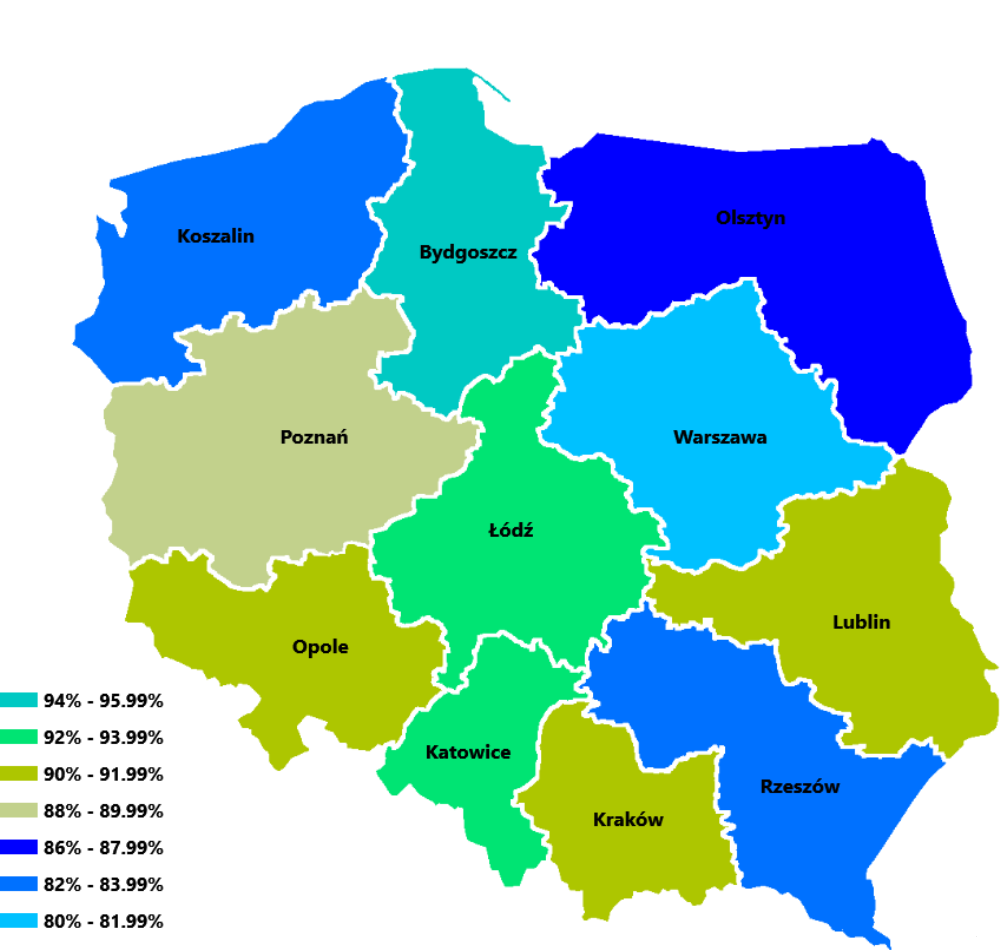 Olsztyn
Koszalin
Bydgoszcz
Poznań
Warszawa
Łódź
Lublin
Opole
Katowice
Rzeszów
Kraków
94% - 95.99%
92% - 93.99%
90% - 91.99%
88% - 89.99%
86% - 87.99%
82% - 83.99%
80% - 81.99%